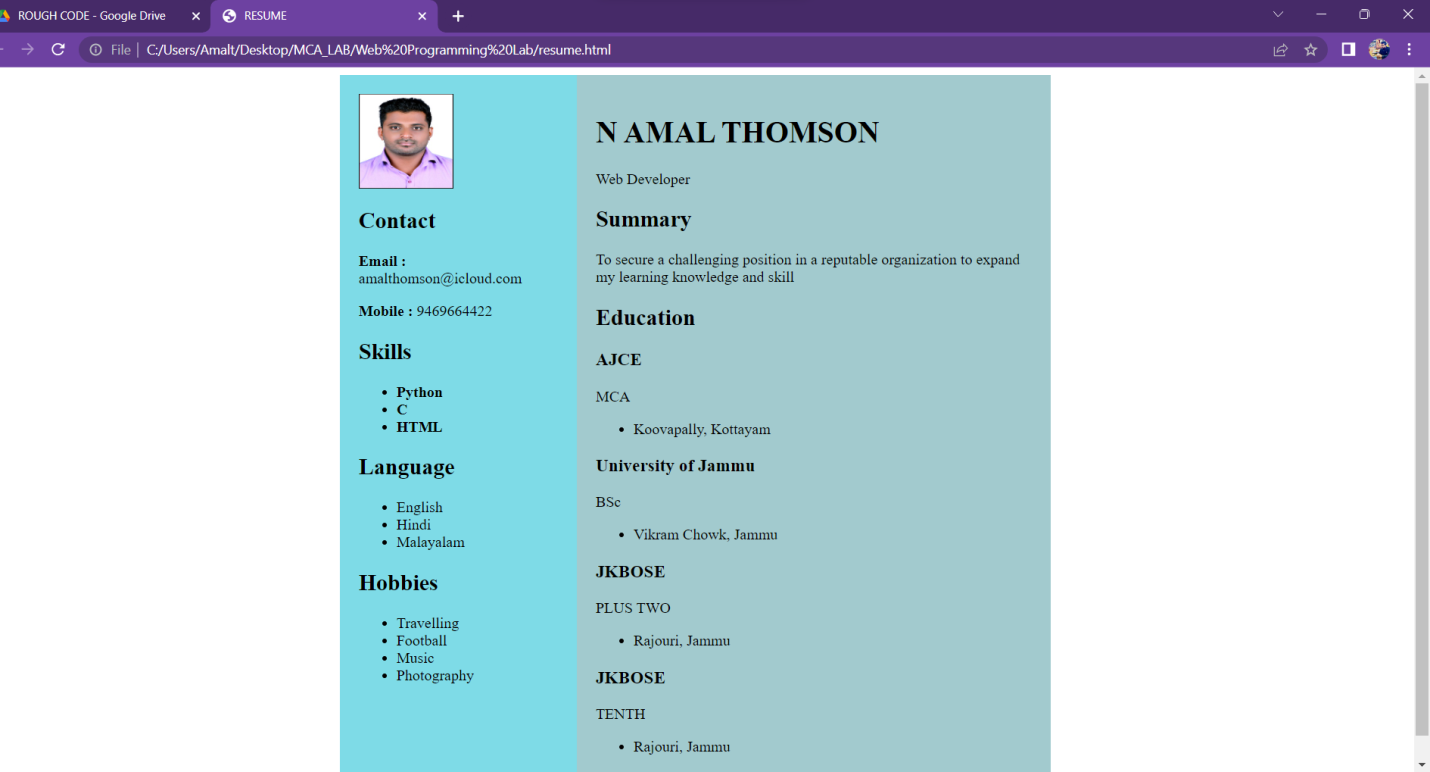 ROUGH CODE - Google Drive
RESUME
File
C:/Users/Amalt/Desktop/MCA_LAB/Web%20Programming%20Lab/resume.html
Contact
Email :
amalthomson@icloud.com
Mobile : 9469664422
Skills
Python
C
HTML
Language
English
Hindi
Malayalam
Hobbies
Travelling
Football
Music
Photography
N AMAL THOMSON
Web Developer
Summary
To secure a challenging position in a reputable organization to expand
my learning knowledge and skill
Education
AJCE
MCA
Koovapally, Kottayam
University of Jammu
BSc
Vikram Chowk, Jammu
JKBOSE
PLUS TWO
Rajouri, Jammu
JKBOSE
TENTH
Rajouri, Jammu